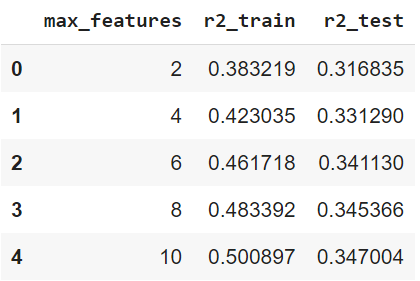 max_features r2_train r2_test
0 2 0.383219 0.316835
1 4 0.423035 0.331290
2 6 0.461718 0.341130
3 8 0.483392 0.345366
4 10 0.500897 0.347004